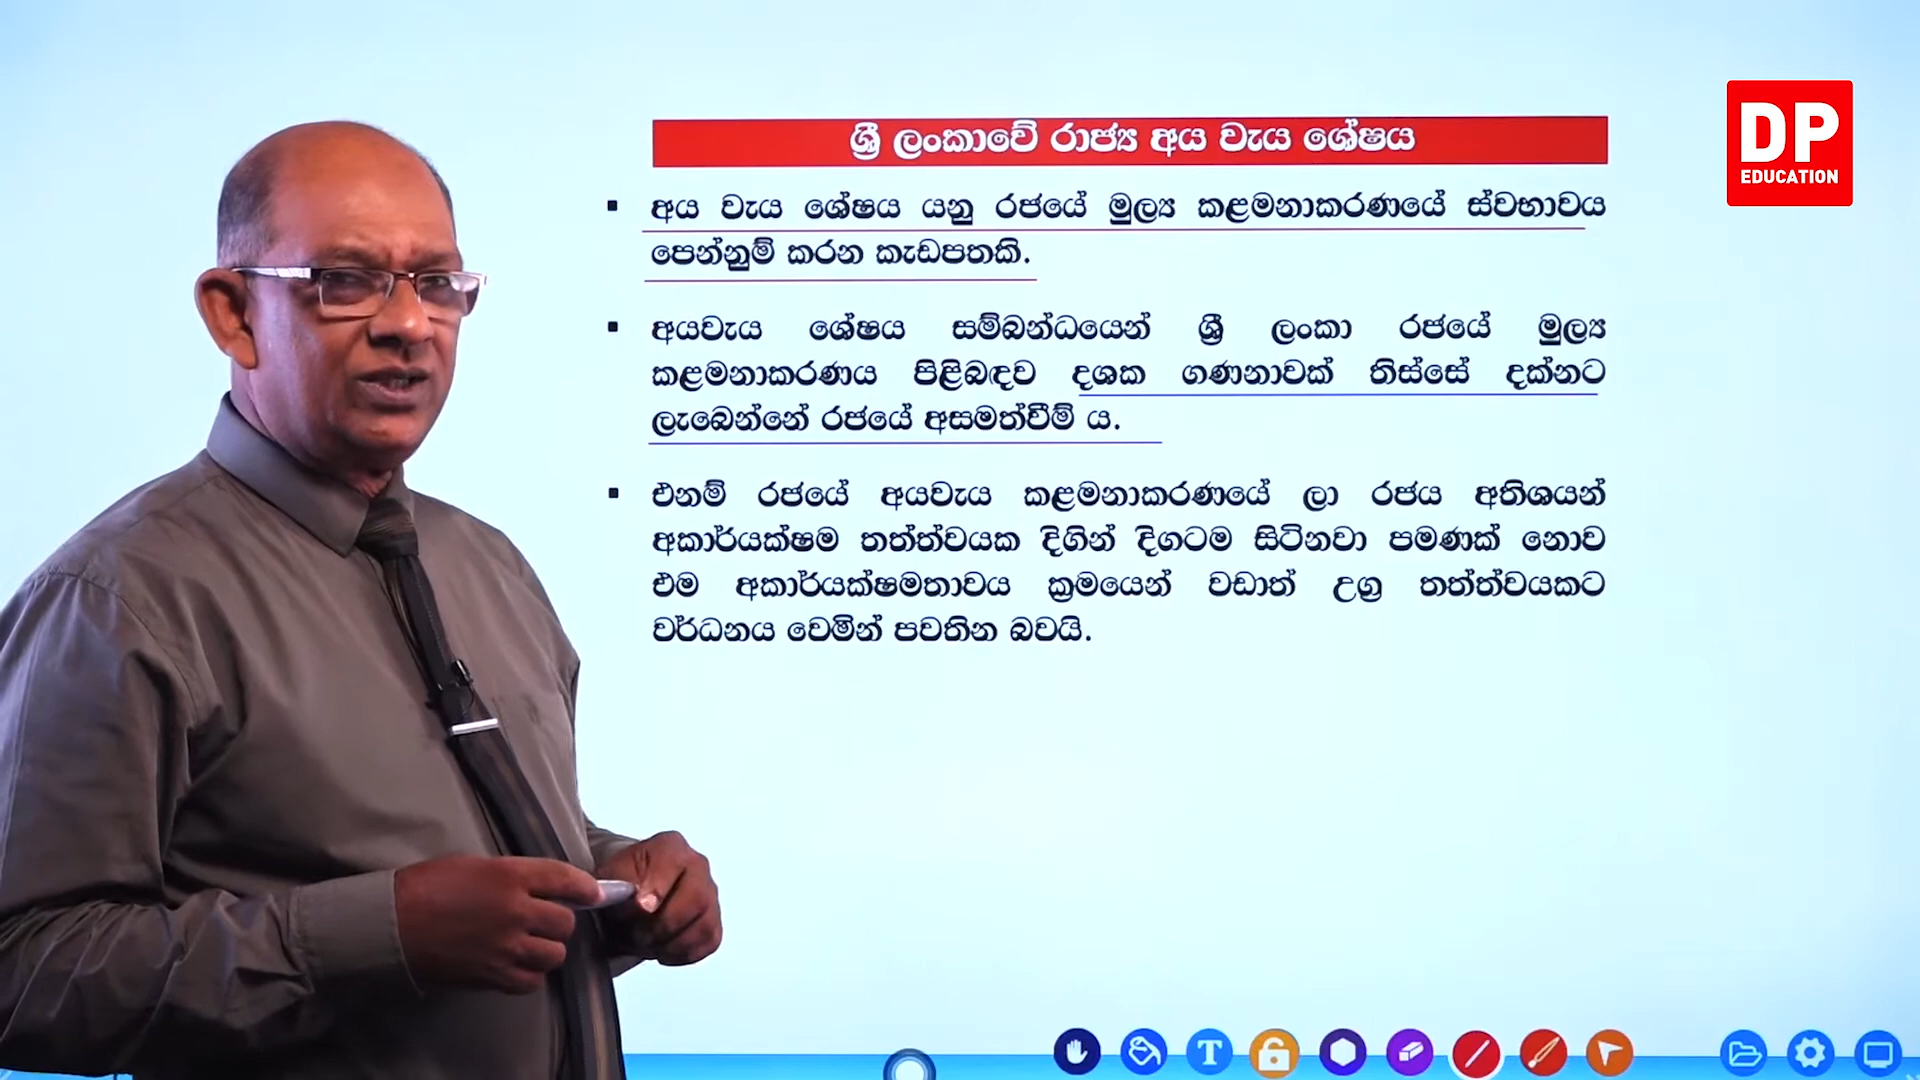 ශ්‍රී ලංකාවේ රාජ්‍ය අය වැය ශේෂය
DP
EDUCATION
▪ අය වැය ශේෂය යනු රජයේ මුල්‍ය කළමනාකරණයේ ස්වභාවය
පෙන්නුම් කරන කැඩපතකි.
▪ අයවැය ශේෂය සම්බන්ධයෙන් ශ්‍රී ලංකා රජයේ මුල්‍ය
කළමනාකරණය පිළිබඳව දශක ගණනාවක් තිස්සේ දක්නට
ලැබෙන්නේ රජයේ අසමත්වීම් ය.
▪ එනම් රජයේ අයවැය කළමනාකරණයේ ලා රජය අතිශයන්
අකාර්යක්ෂම තත්ත්වයක දිගින් දිගටම සිටිනවා පමණක් නොව
එම අකාර්යක්ෂමතාවය ක්‍රමයෙන් වඩාත් උග්‍ර තත්ත්වයකට
වර්ධනය වෙමින් පවතින බවයි.
T